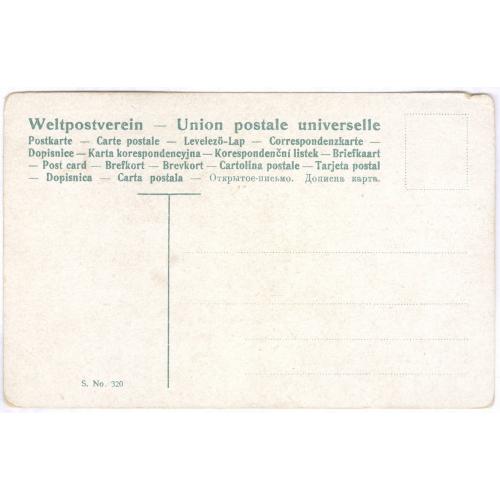 Weltpostverein — Union postale universelle
Postkarte — Carte postale — Levelező-Lap — Correspondenzkarte —
Dopisnice — Karta korespondencyjna — Korespondenční listek — Briefkaart
— Post card — Brefkort — Brevkort — Cartolina postale — Tarjeta postal
— Dopisnica — Carta postala — Открытое-письмо. Дописна карта.
S. No. 320